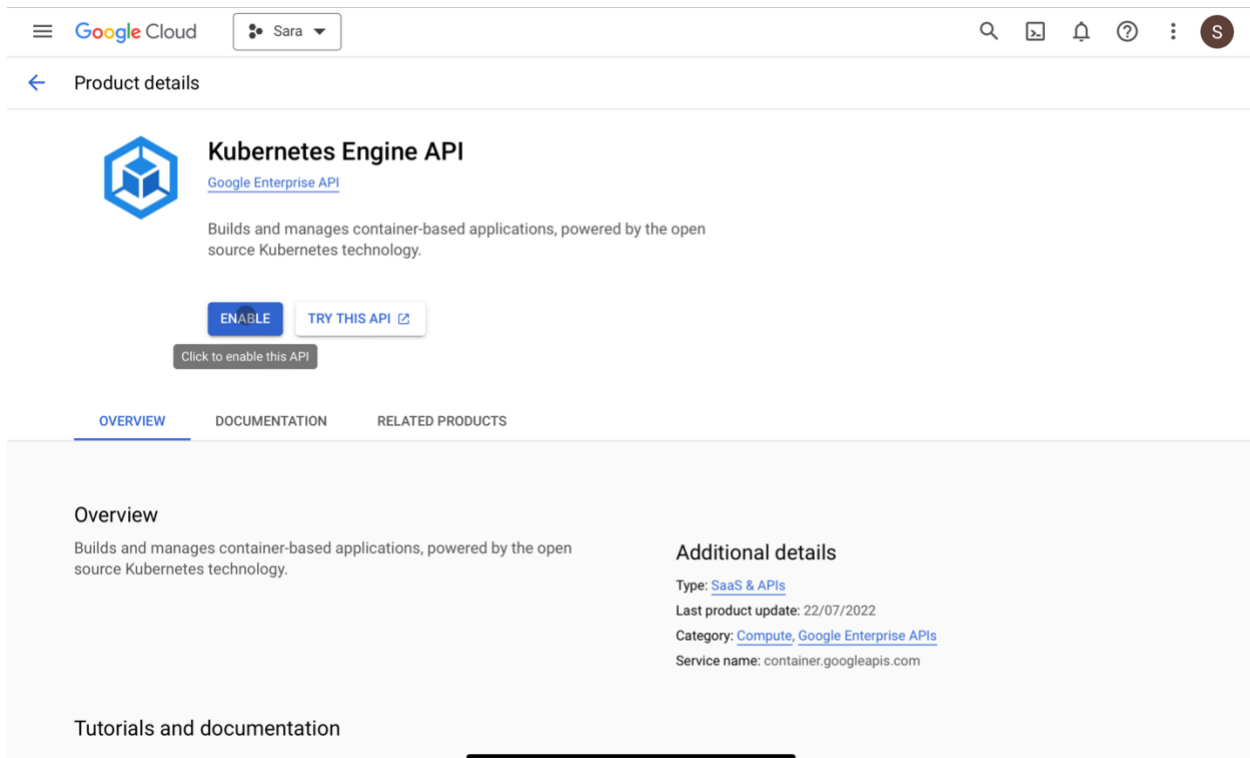 Google Cloud
Sara
S
Product details
Kubernetes Engine API
Google Enterprise API
Builds and manages container-based applications, powered by the open
source Kubernetes technology.
ENABLE
TRY THIS API
Click to enable this API
OVERVIEW
DOCUMENTATION
RELATED PRODUCTS
Overview
Builds and manages container-based applications, powered by the open
source Kubernetes technology.
Additional details
Type: SaaS & APIs
Last product update: 22/07/2022
Category: Compute, Google Enterprise APIs
Service name: container.googleapis.com
Tutorials and documentation